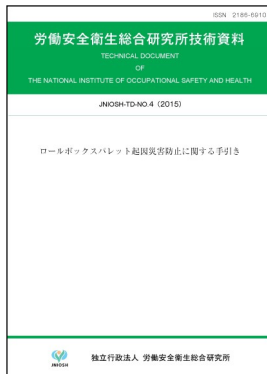 ISSN 2188-6910
労働安全衛生総合研究所技術資料
TECHNICAL DOCUMENT
OF
THE NATIONAL INSTITUTE OF OCCUPATIONAL SAFETY AND HEALTH
JNIOSH-TD-NO.4 (2015)
ロールボックスパレット起因災害防止に関する手引き
JNIOSH
独立行政法人 労働安全衛生総合研究所